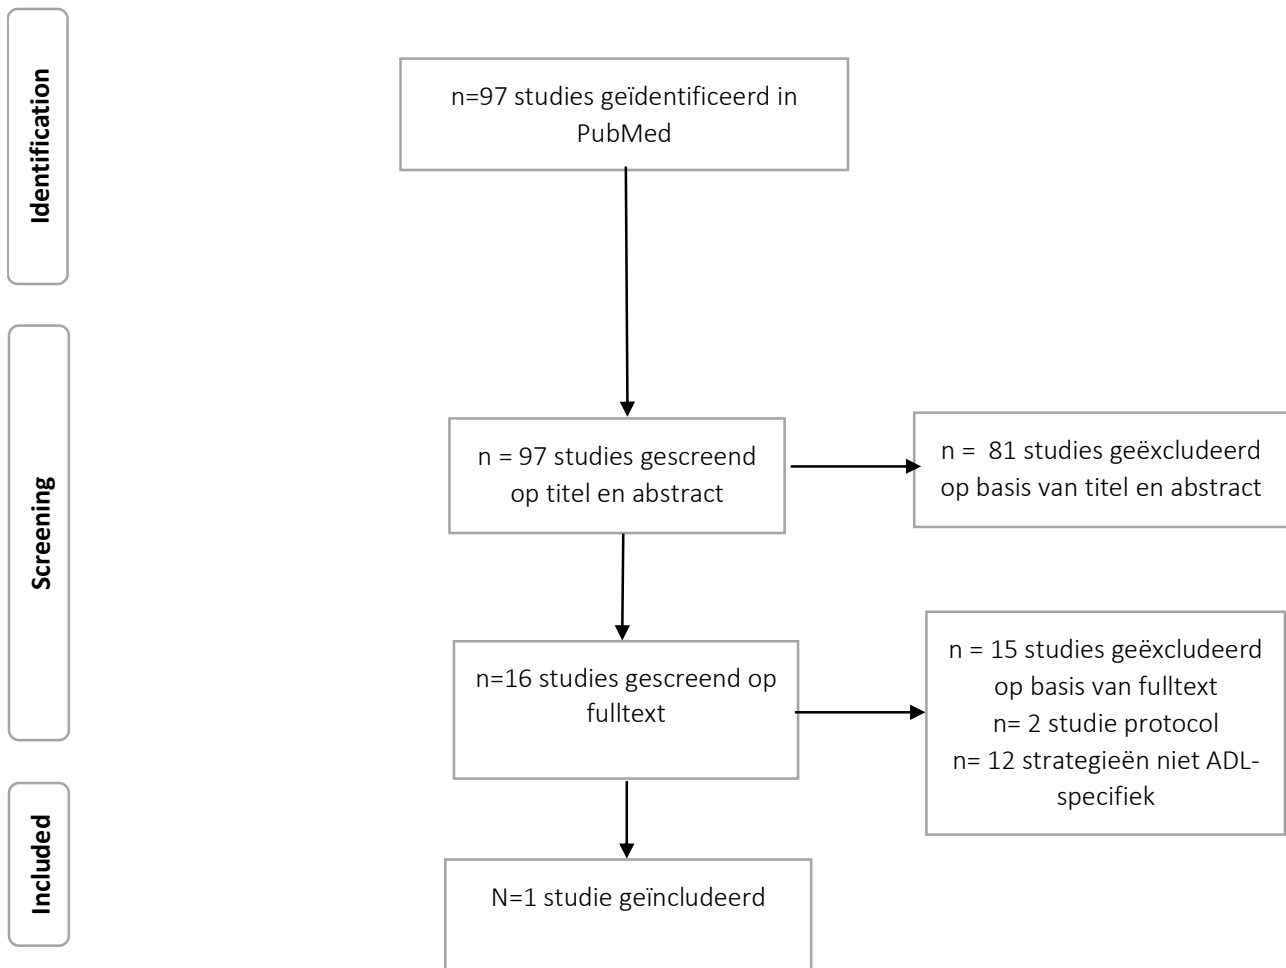 Identification
n=97 studies geïdentificeerd in
PubMed
Screening
n = 97 studies gescreend
op titel en abstract
n =  81 studies geëxcludeerd
op basis van titel en abstract
n=16 studies gescreend op
fulltext
n = 15 studies geëxcludeerd
op basis van fulltext
n= 2 studie protocol
n= 12 strategieën niet ADL-
specifiek
Included
N=1 studie geïncludeerd